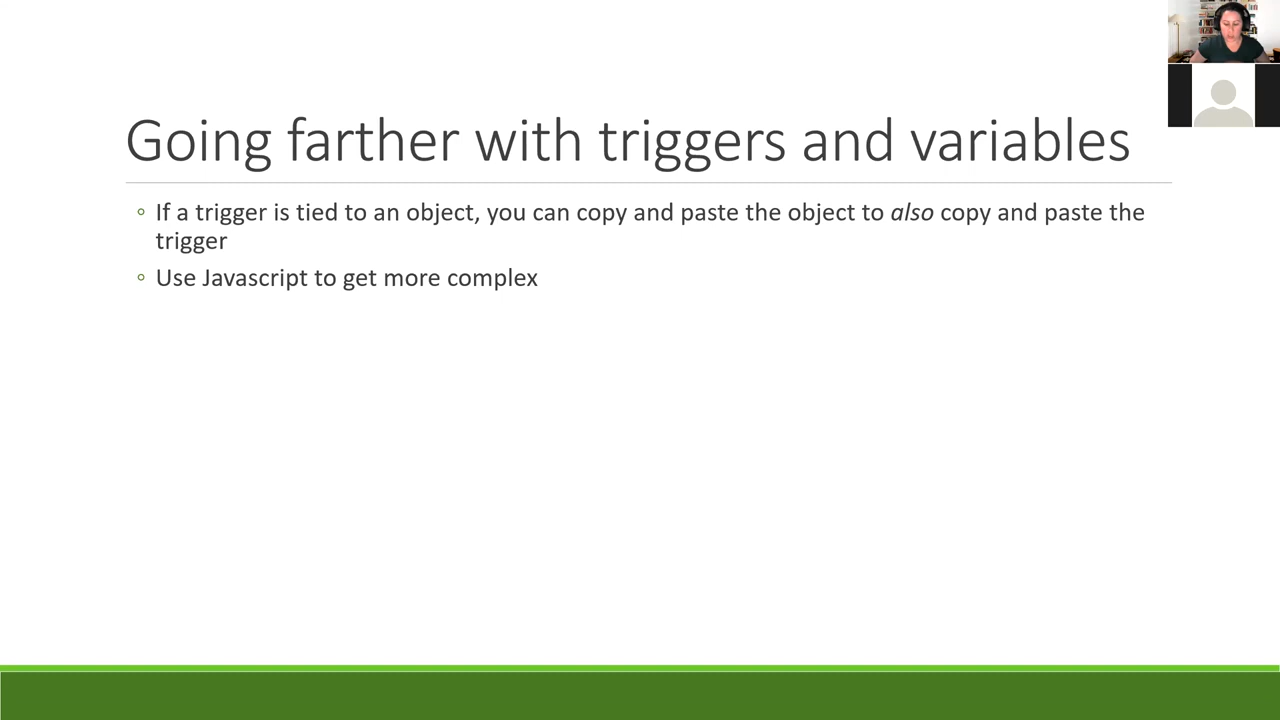 Going farther with triggers and variables
◦ If a trigger is tied to an object, you can copy and paste the object to also copy and paste the
trigger
◦ Use Javascript to get more complex